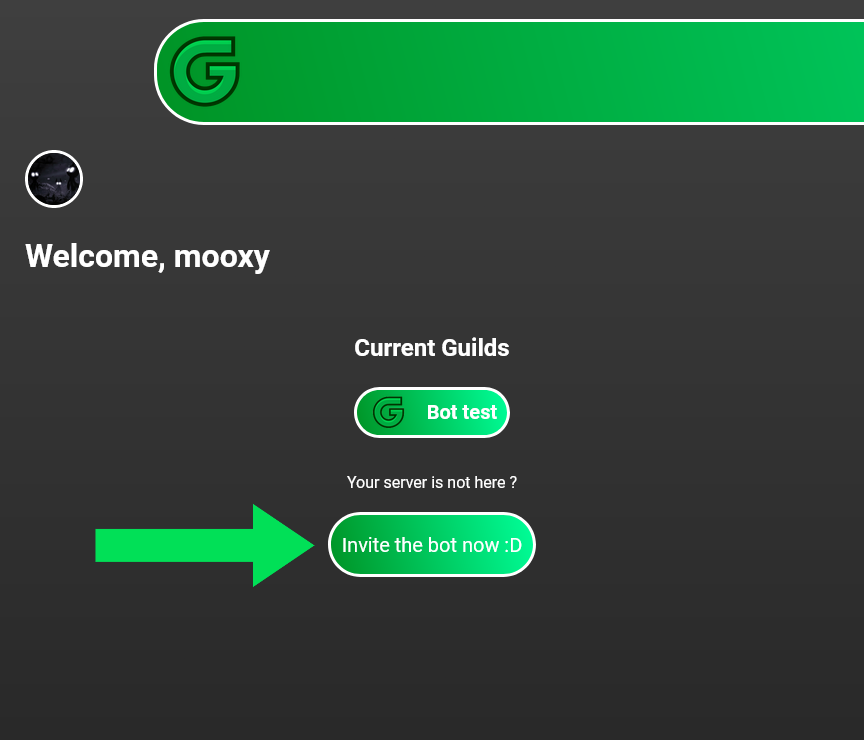 Welcome, mooxy
Current Guilds
Bot test
Your server is not here ?
Invite the bot now :D